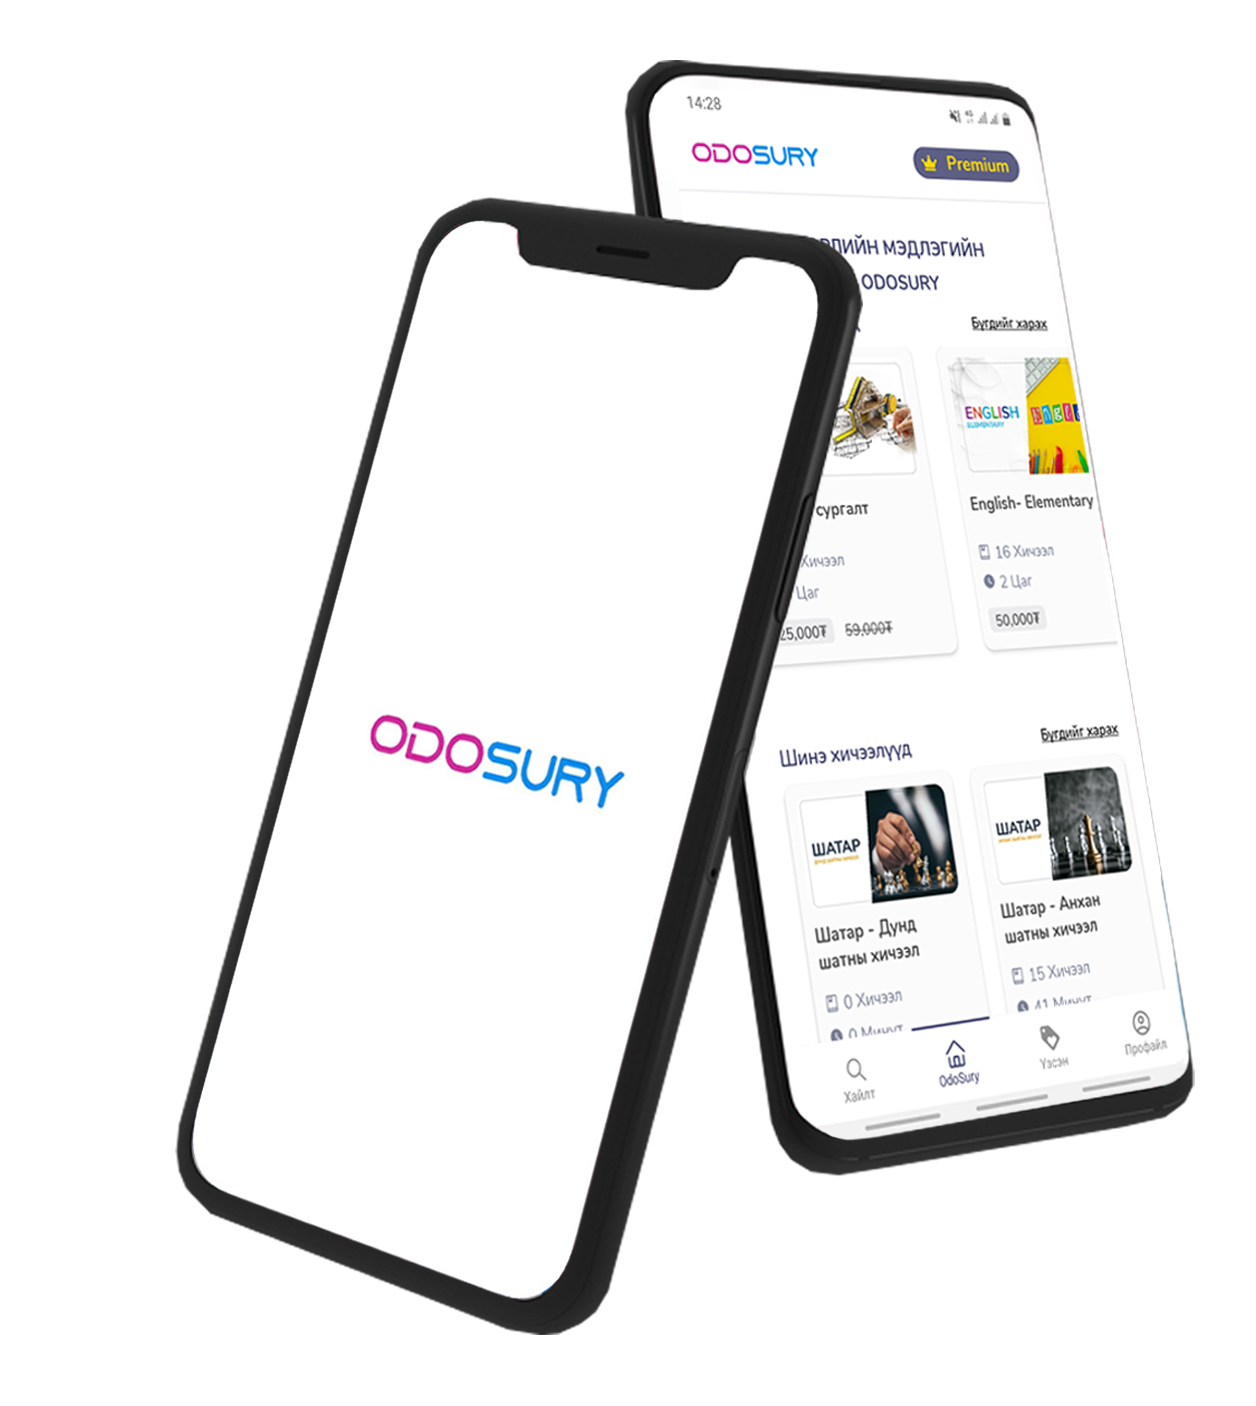 14:28
ODOSURY
Premium
МЭДЛЭГИЙН
ODOSURY
Бүгдийг харах
ENGLISH
ELEMENTARY
сургалт
English- Elementary
Хичээл
16 Хичээл
Цаг
2 Цаг
25,000₮ 59,000₮
50,000₮
ODOSURY
Шинэ хичээлүүд
Бүгдийг харах
ШАТАР
ШАТАР
Шатар - Дунд
шатны хичээл
Шатар - Анхан
шатны хичээл
0 Хичээл
15 Хичээл
0 Минут
41 Минут
Хайлт
OdoSury
Үзсэн
Профайл